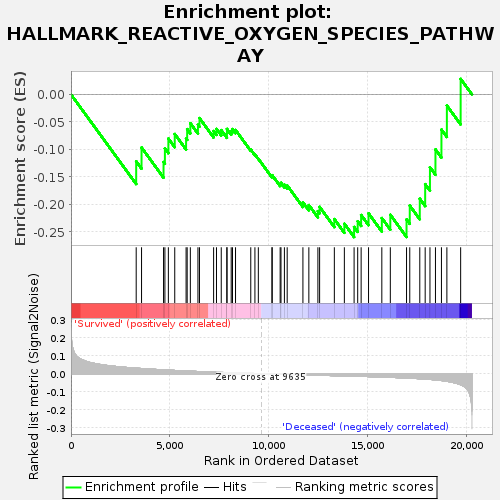 Enrichment plot:
HALLMARK_REACTIVE_OXYGEN_SPECIES_PATHW
AY
Enrichment score (ES)
0.00
-0.05
-0.10
-0.15
-0.20
-0.25
'Survived' (positively correlated)
Ranked list metric (Signal2Noise)
0.3
0.2
0.1
0.0
-0.1
-0.2
-0.3
Zero cross at 9635
'Deceased' (negatively correlated)
0
5,000
10,000
15,000
20,000
Rank in Ordered Dataset
Enrichment profile
Hits
Ranking metric scores